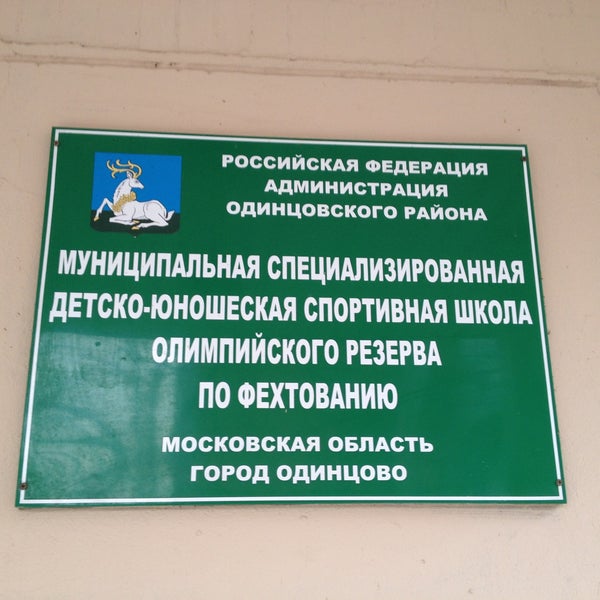 РОССИЙСКАЯ ФЕДЕРАЦИЯ
АДМИНИСТРАЦИЯ
ОДИНЦОВСКОГО РАЙОНА
МУНИЦИПАЛЬНАЯ СПЕЦИАЛИЗИРОВАННАЯ
ДЕТСКО-ЮНОШЕСКАЯ СПОРТИВНАЯ ШКОЛА
ОЛИМПИЙСКОГО РЕЗЕРВА
ПО ФЕХТОВАНИЮ
МОСКОВСКАЯ ОБЛАСТЬ
ГОРОД ОДИНЦОВО